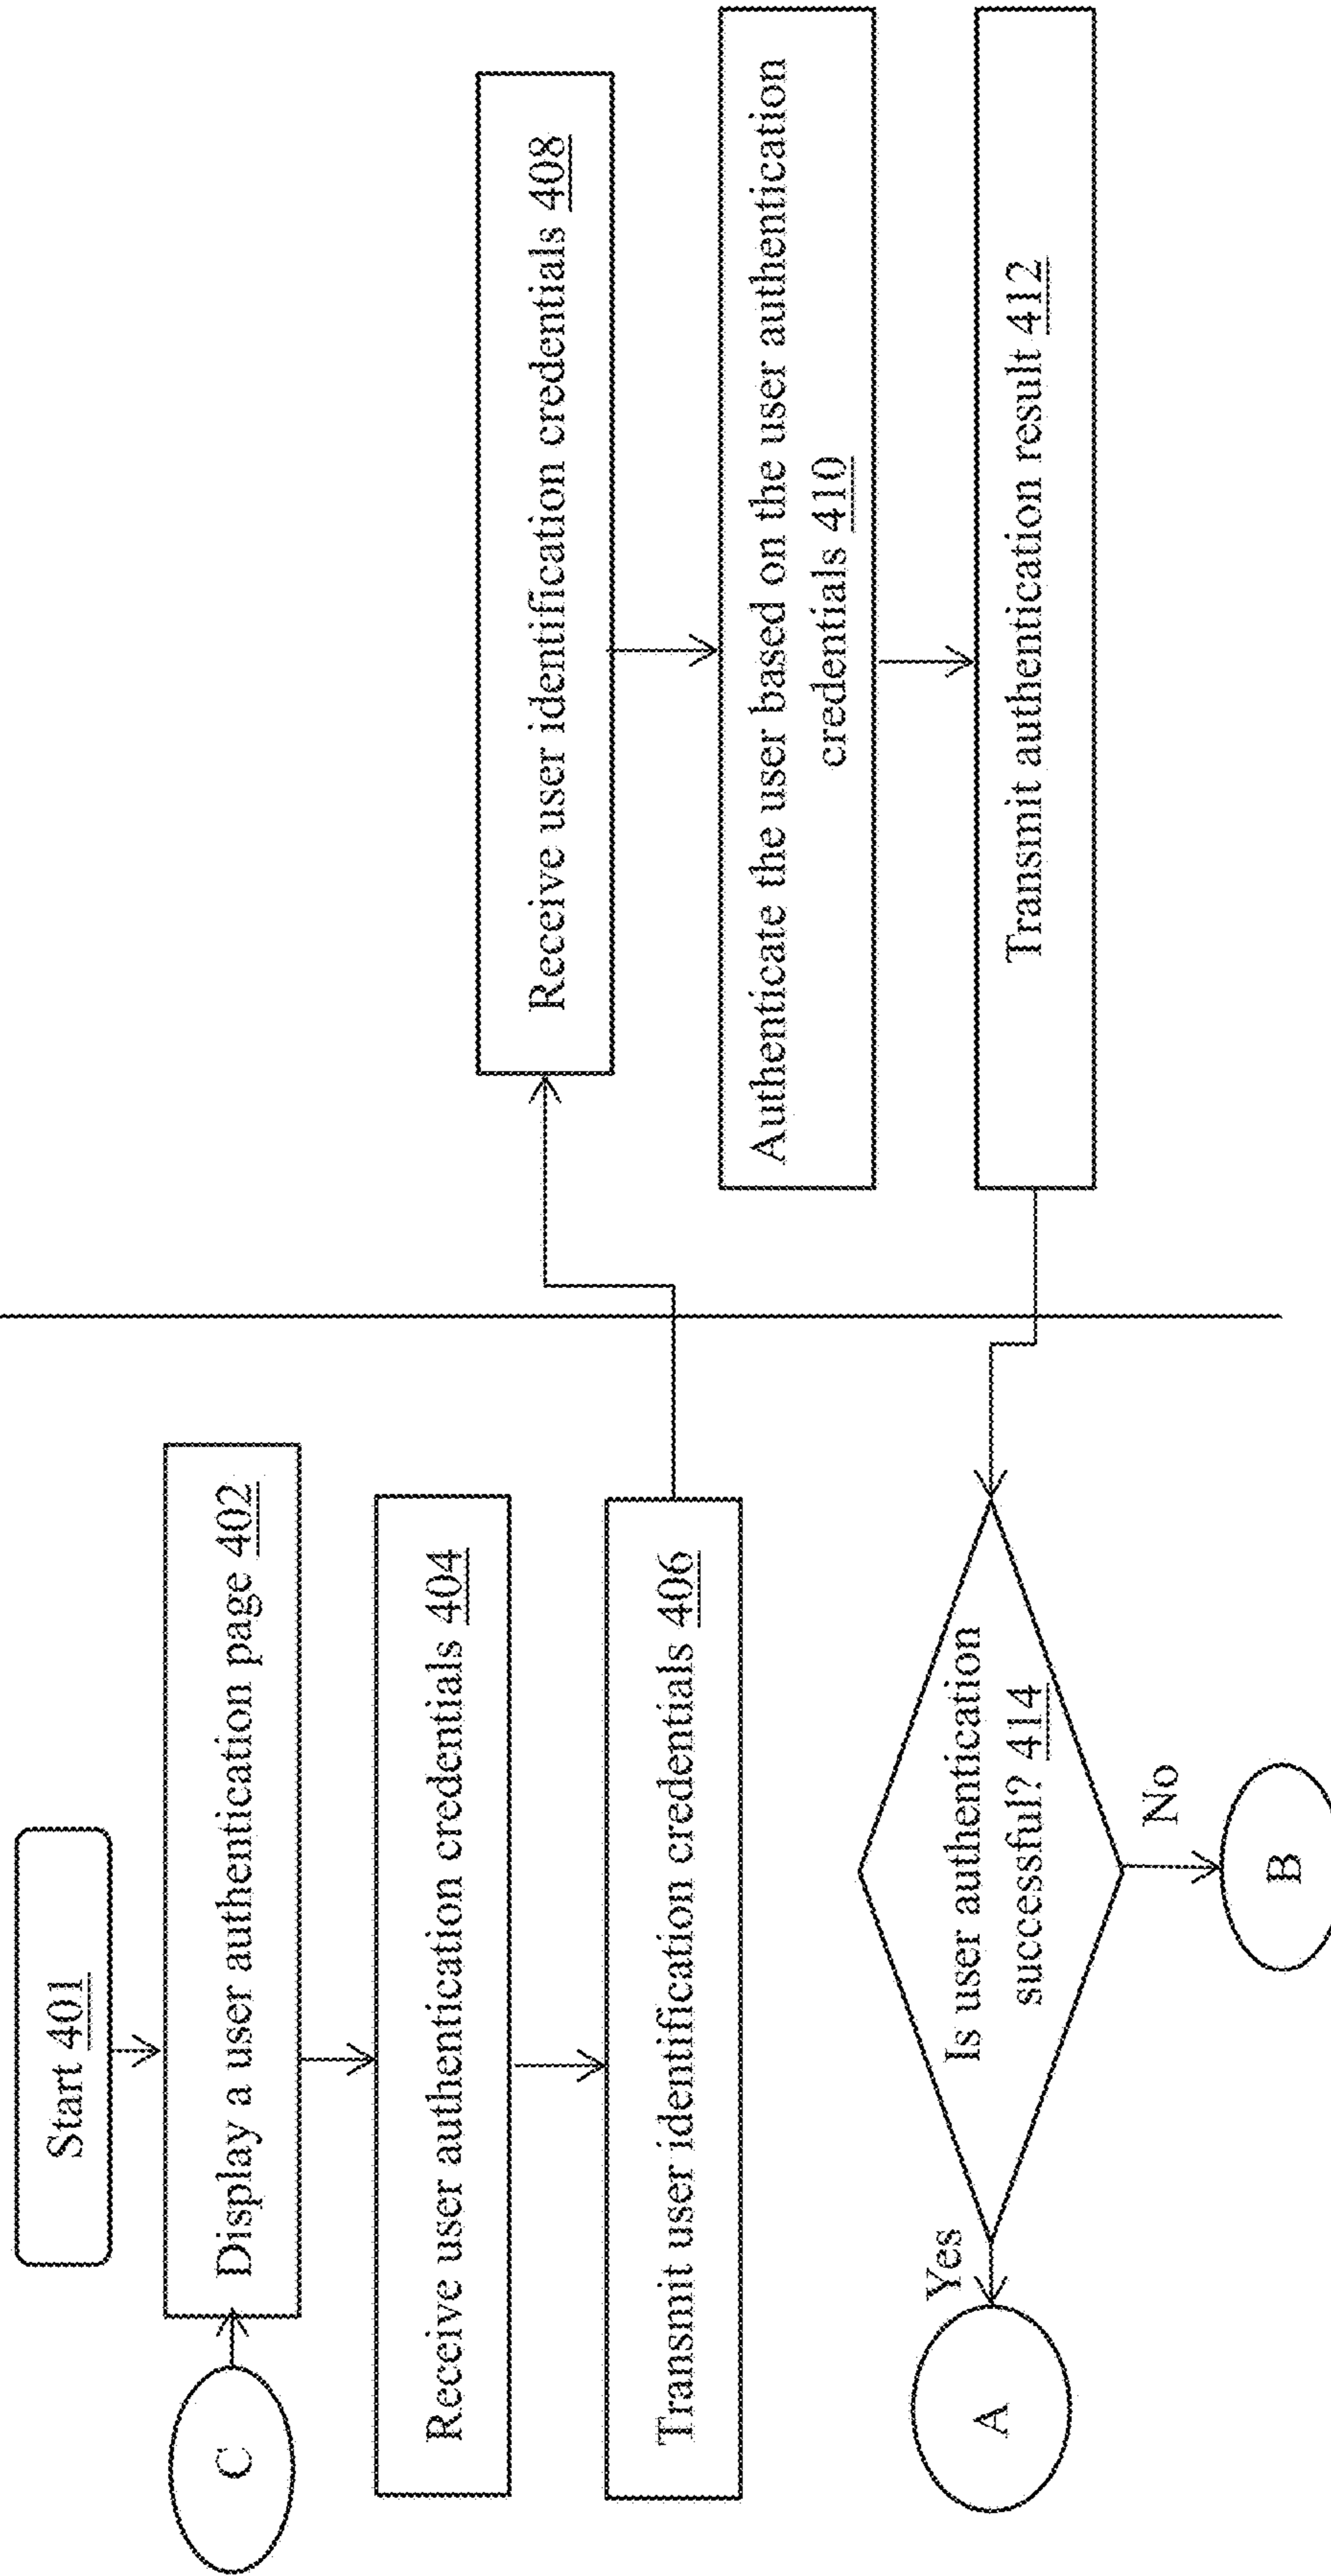 Start 401
C
Display a user authentication page 402
Receive user authentication credentials 404
Transmit user identification credentials 406
Receive user identification credentials 408
Authenticate the user based on the user authentication
credentials 410
Transmit authentication result 412
Is user authentication
successful? 414
Yes
A
No
B